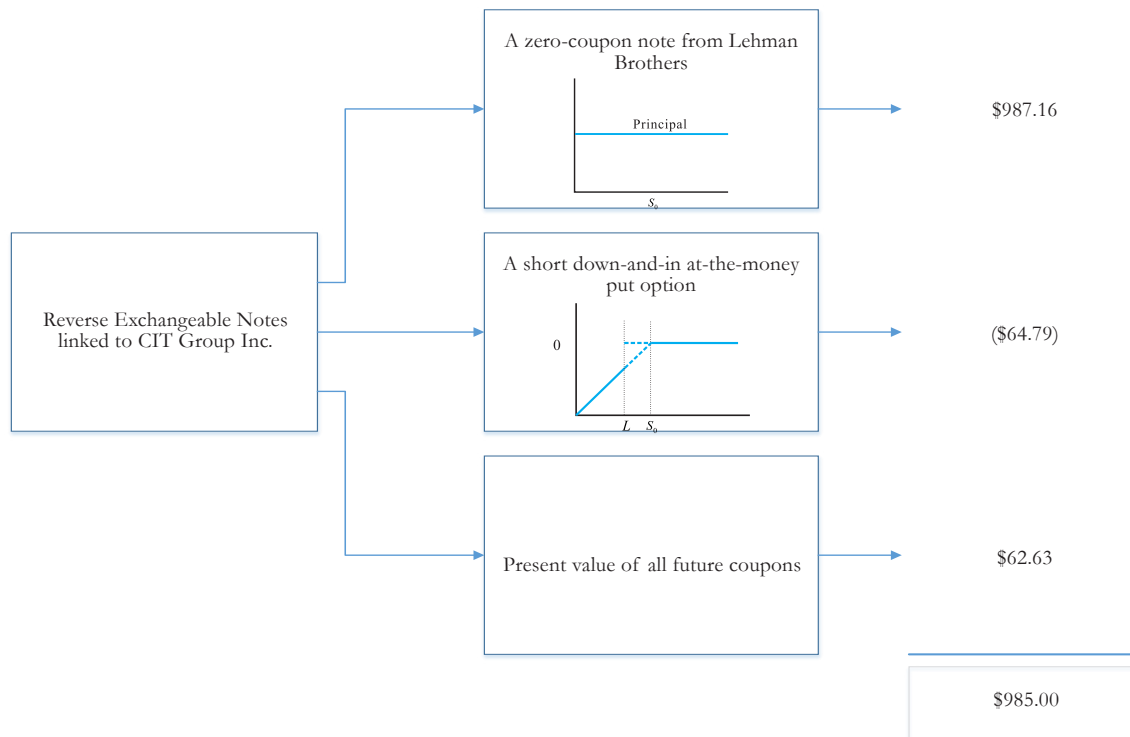 A zero-coupon note from Lehman
Brothers
Principal
S₀
$987.16
Reverse Exchangeable Notes
linked to CIT Group Inc.
A short down-and-in at-the-money
put option
0
L S₀
($64.79)
Present value of all future coupons
$62.63
$985.00